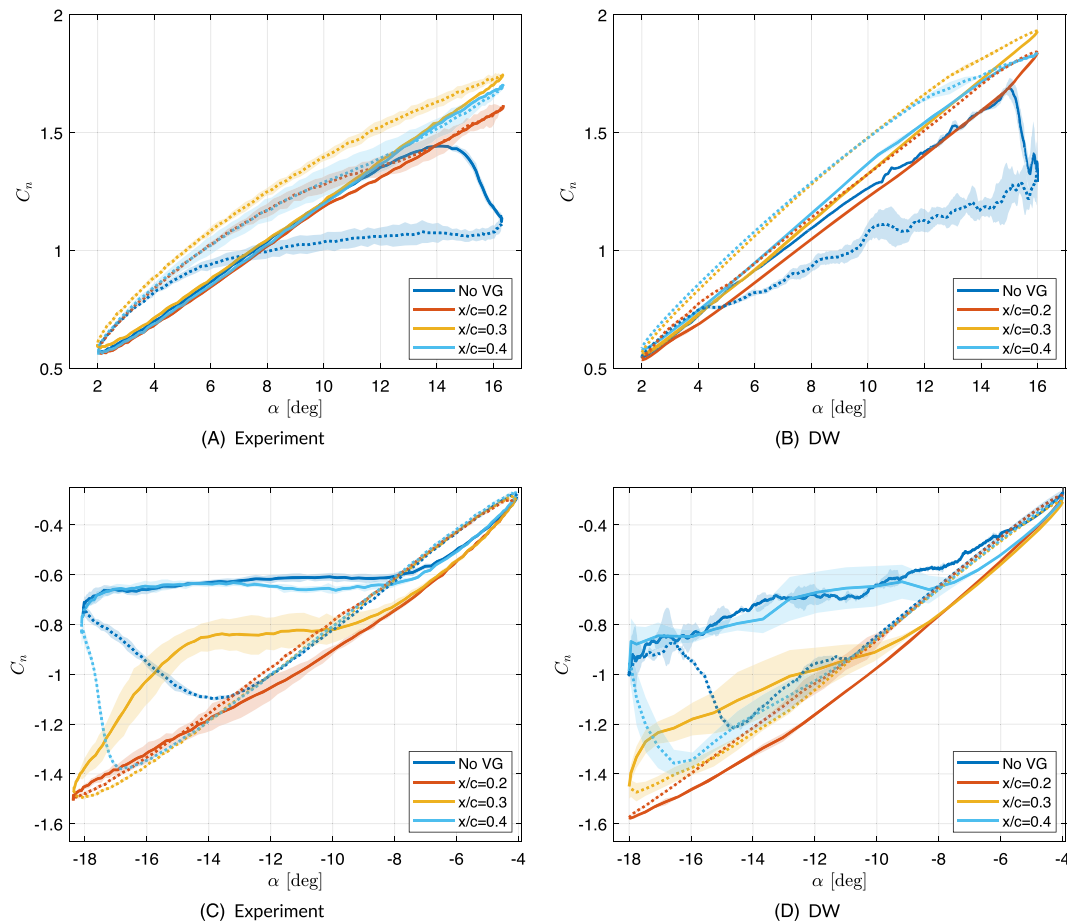 2
1.5
1
0.5
C_n
2 4 6 8 10 12 14 16
α [deg]
No VG
x/c=0.2
x/c=0.3
x/c=0.4
(A) Experiment
2
1.5
1
0.5
C_n
2 4 6 8 10 12 14 16
α [deg]
No VG
x/c=0.2
x/c=0.3
x/c=0.4
(B) DW
-0.4
-0.6
-0.8
-1
-1.2
-1.4
-1.6
C_n
-18 -16 -14 -12 -10 -8 -6 -4
α [deg]
No VG
x/c=0.2
x/c=0.3
x/c=0.4
(C) Experiment
-0.4
-0.6
-0.8
-1
-1.2
-1.4
-1.6
C_n
-18 -16 -14 -12 -10 -8 -6 -4
α [deg]
No VG
x/c=0.2
x/c=0.3
x/c=0.4
(D) DW